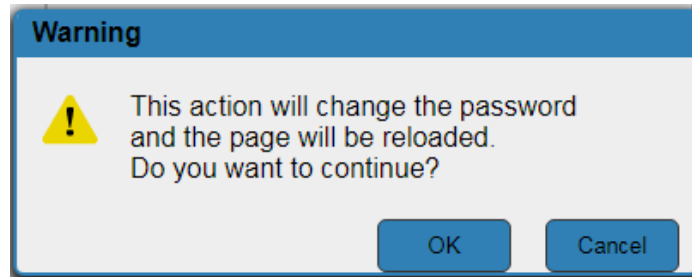 Warning
This action will change the password
and the page will be reloaded.
Do you want to continue?
OK
Cancel